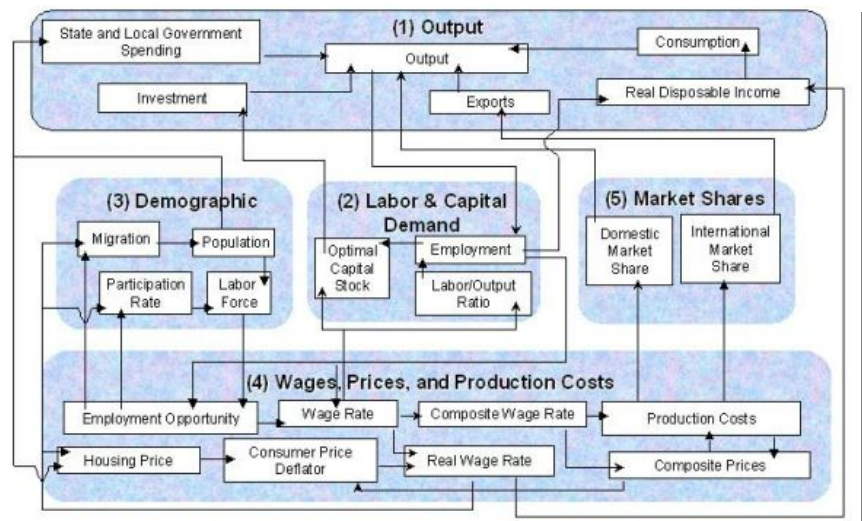 (1) Output
State and Local Government
Spending
Output
Consumption
Investment
Exports
Real Disposable Income
(3) Demographic
Migration
Population
Participation
Rate
Labor
Force
(2) Labor & Capital
Demand
Optimal
Capital
Stock
Employment
Labor/Output
Ratio
(5) Market Shares
Domestic
Market
Share
International
Market
Share
(4) Wages, Prices, and Production Costs
Employment Opportunity
Wage Rate
Composite Wage Rate
Production Costs
Housing Price
Consumer Price
Deflator
Real Wage Rate
Composite Prices